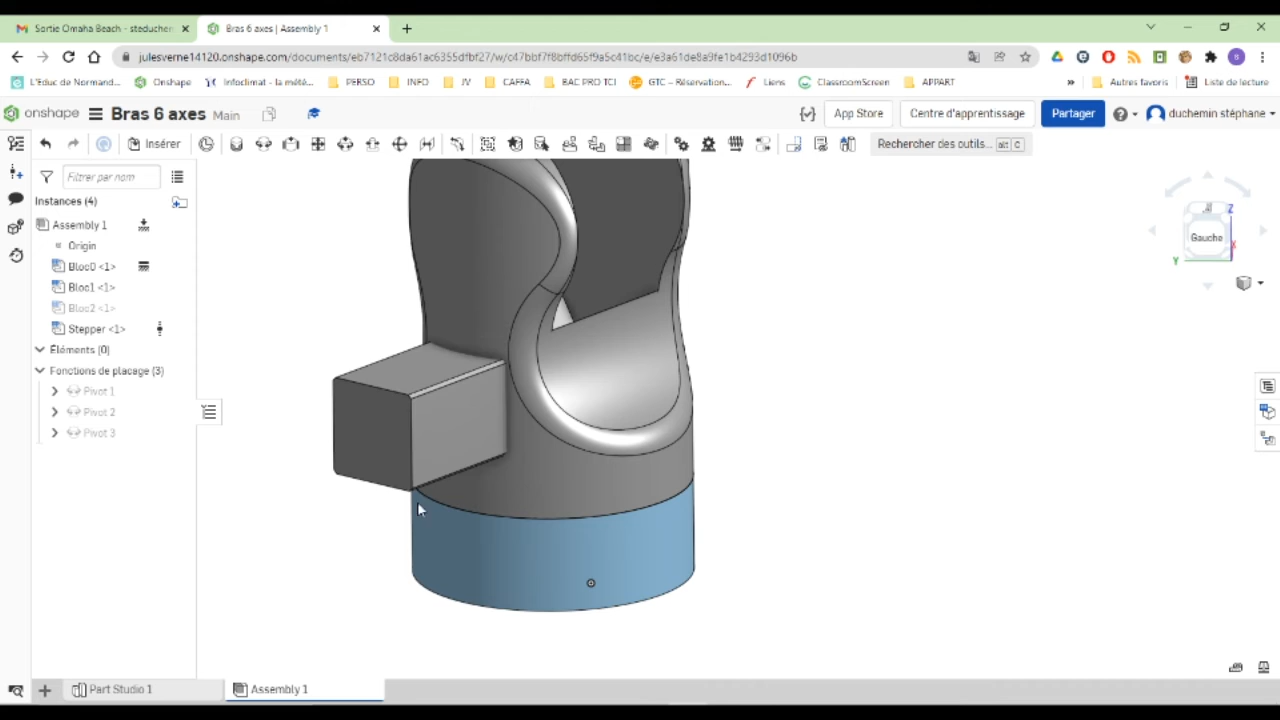 Sortie Omaha Beach - steduchen
Bras 6 axes | Assembly 1
julesverne14120.onshape.com/documents/eb7121c8da61ac6355dfbf27/w/c47bbf7f8bffd65f9a5c41bc/e/e3a61de8a9fe1b4293d1096b
L'Educ de Normand... Onshape Infoclimat - la mété... PERSO INFO JV CAFFA BAC PRO TCI GTC – Réservation... Liens ClassroomScreen APPART » Autres favoris Liste de lecture
onshape Bras 6 axes Main App Store Centre d'apprentissage Partager duchemin stéphane
Insérer Rechercher des outils... alt C
Filtrer par nom
Instances (4)
Assembly 1
Origin
Bloc0 <1>
Bloc1 <1>
Bloc2 <1>
Stepper <1>
Éléments (0)
Fonctions de placage (3)
Pivot 1
Pivot 2
Pivot 3
Z
Gauche
X
Y
Part Studio 1 Assembly 1